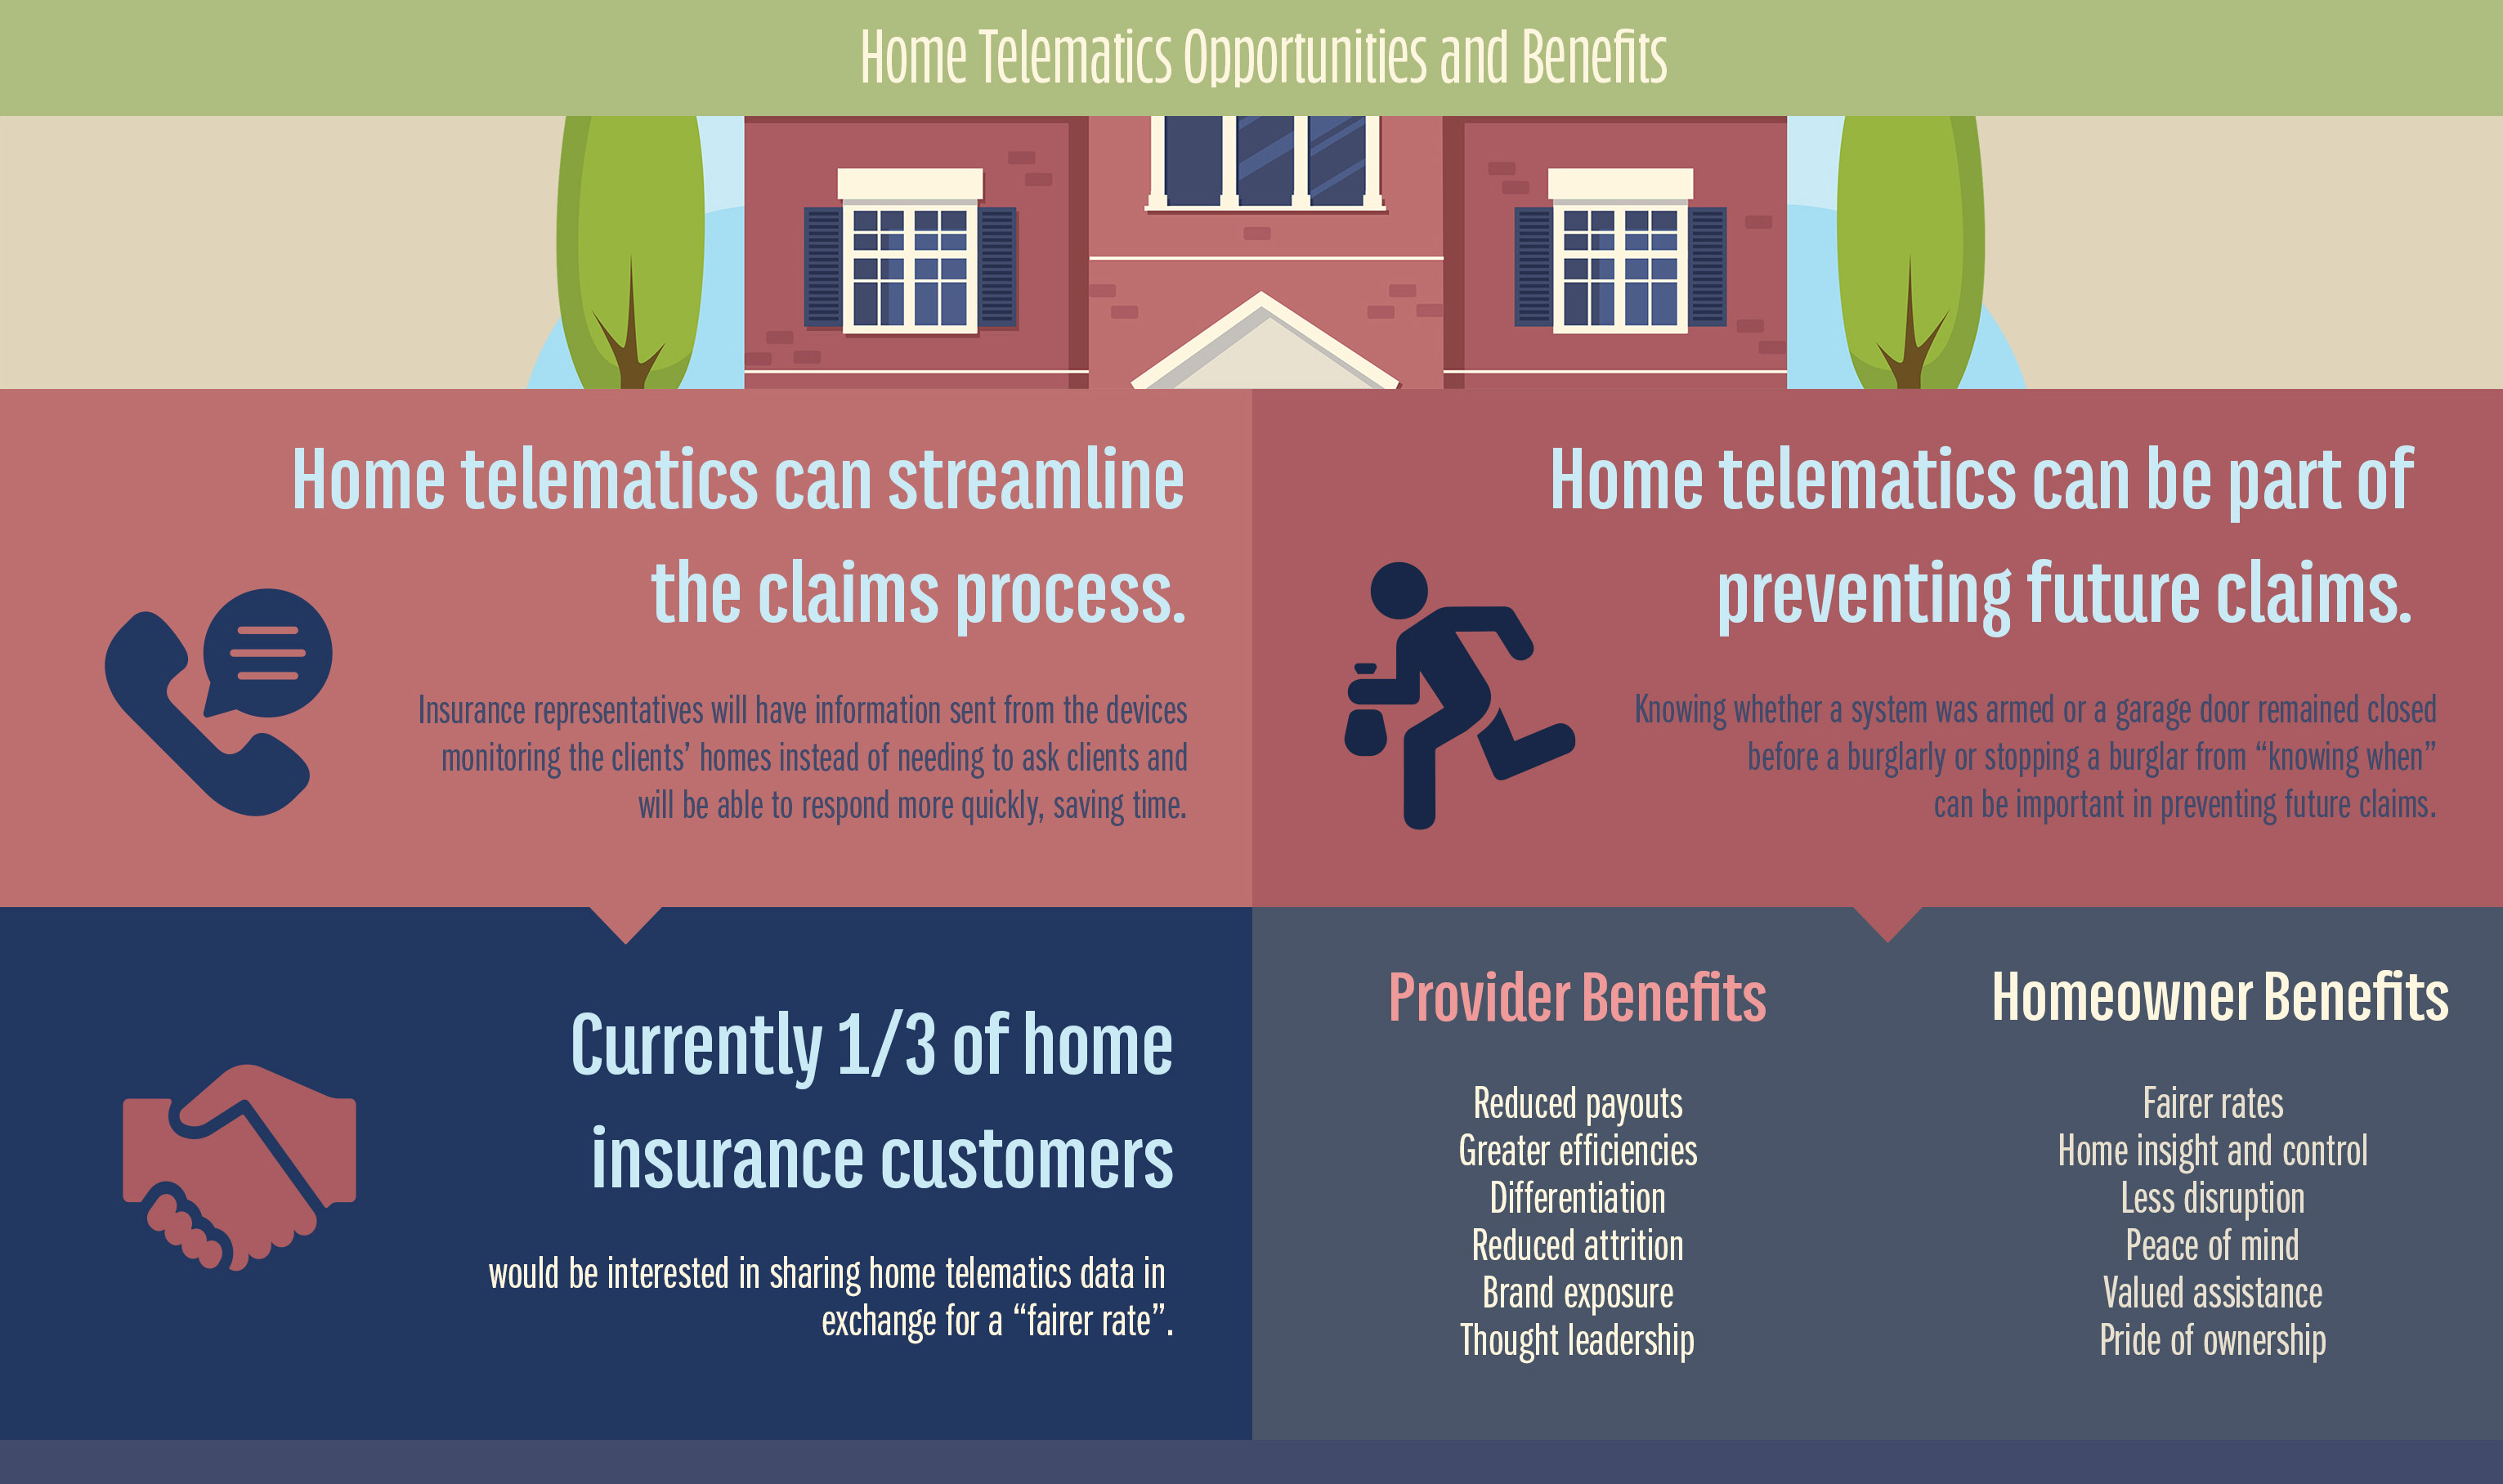 Home Telematics Opportunities and Benefits
Home telematics can streamline
the claims process.
Insurance representatives will have information sent from the devices
monitoring the clients’ homes instead of needing to ask clients and
will be able to respond more quickly, saving time.
Home telematics can be part of
preventing future claims.
Knowing whether a system was armed or a garage door remained closed
before a burglarly or stopping a burglar from “knowing when”
can be important in preventing future claims.
Currently 1/3 of home
insurance customers
would be interested in sharing home telematics data in
exchange for a “fairer rate”.
Provider Benefits
Reduced payouts
Greater efficiencies
Differentiation
Reduced attrition
Brand exposure
Thought leadership
Homeowner Benefits
Fairer rates
Home insight and control
Less disruption
Peace of mind
Valued assistance
Pride of ownership